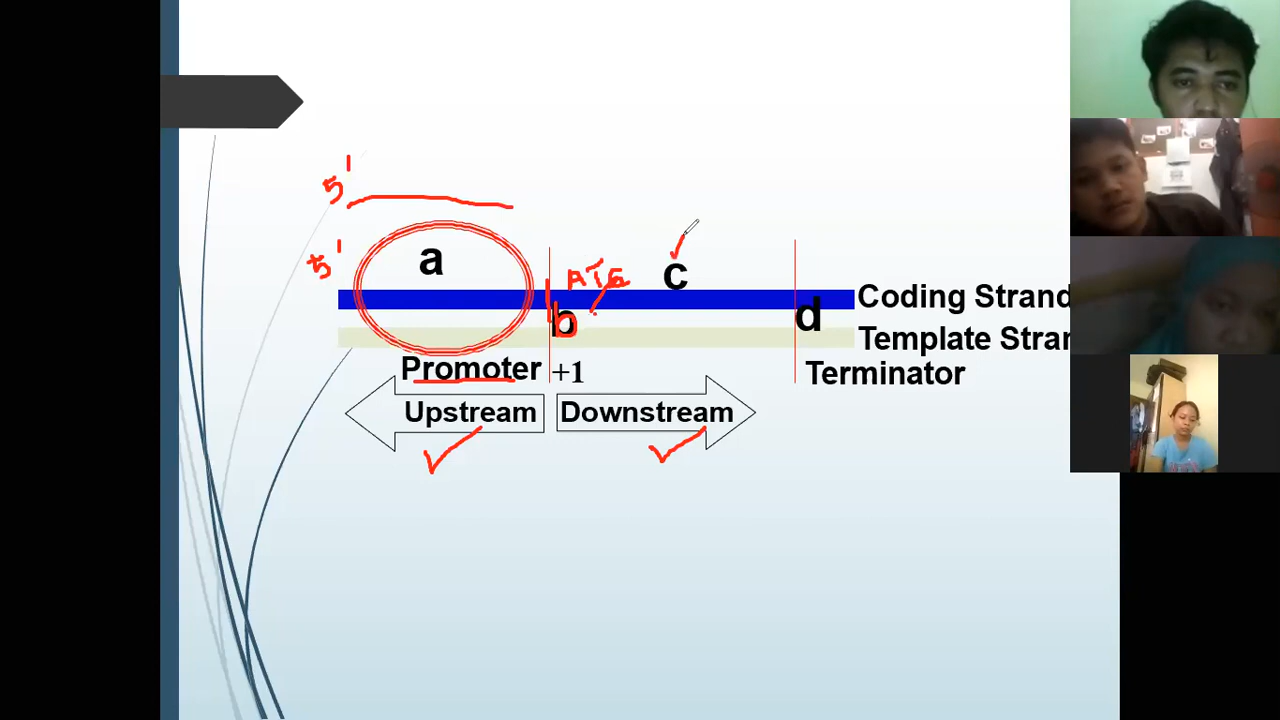 5'
5'
a
ATG
c
Coding Strand
b
d
Template Stran
Promoter
+1
Terminator
Upstream
Downstream